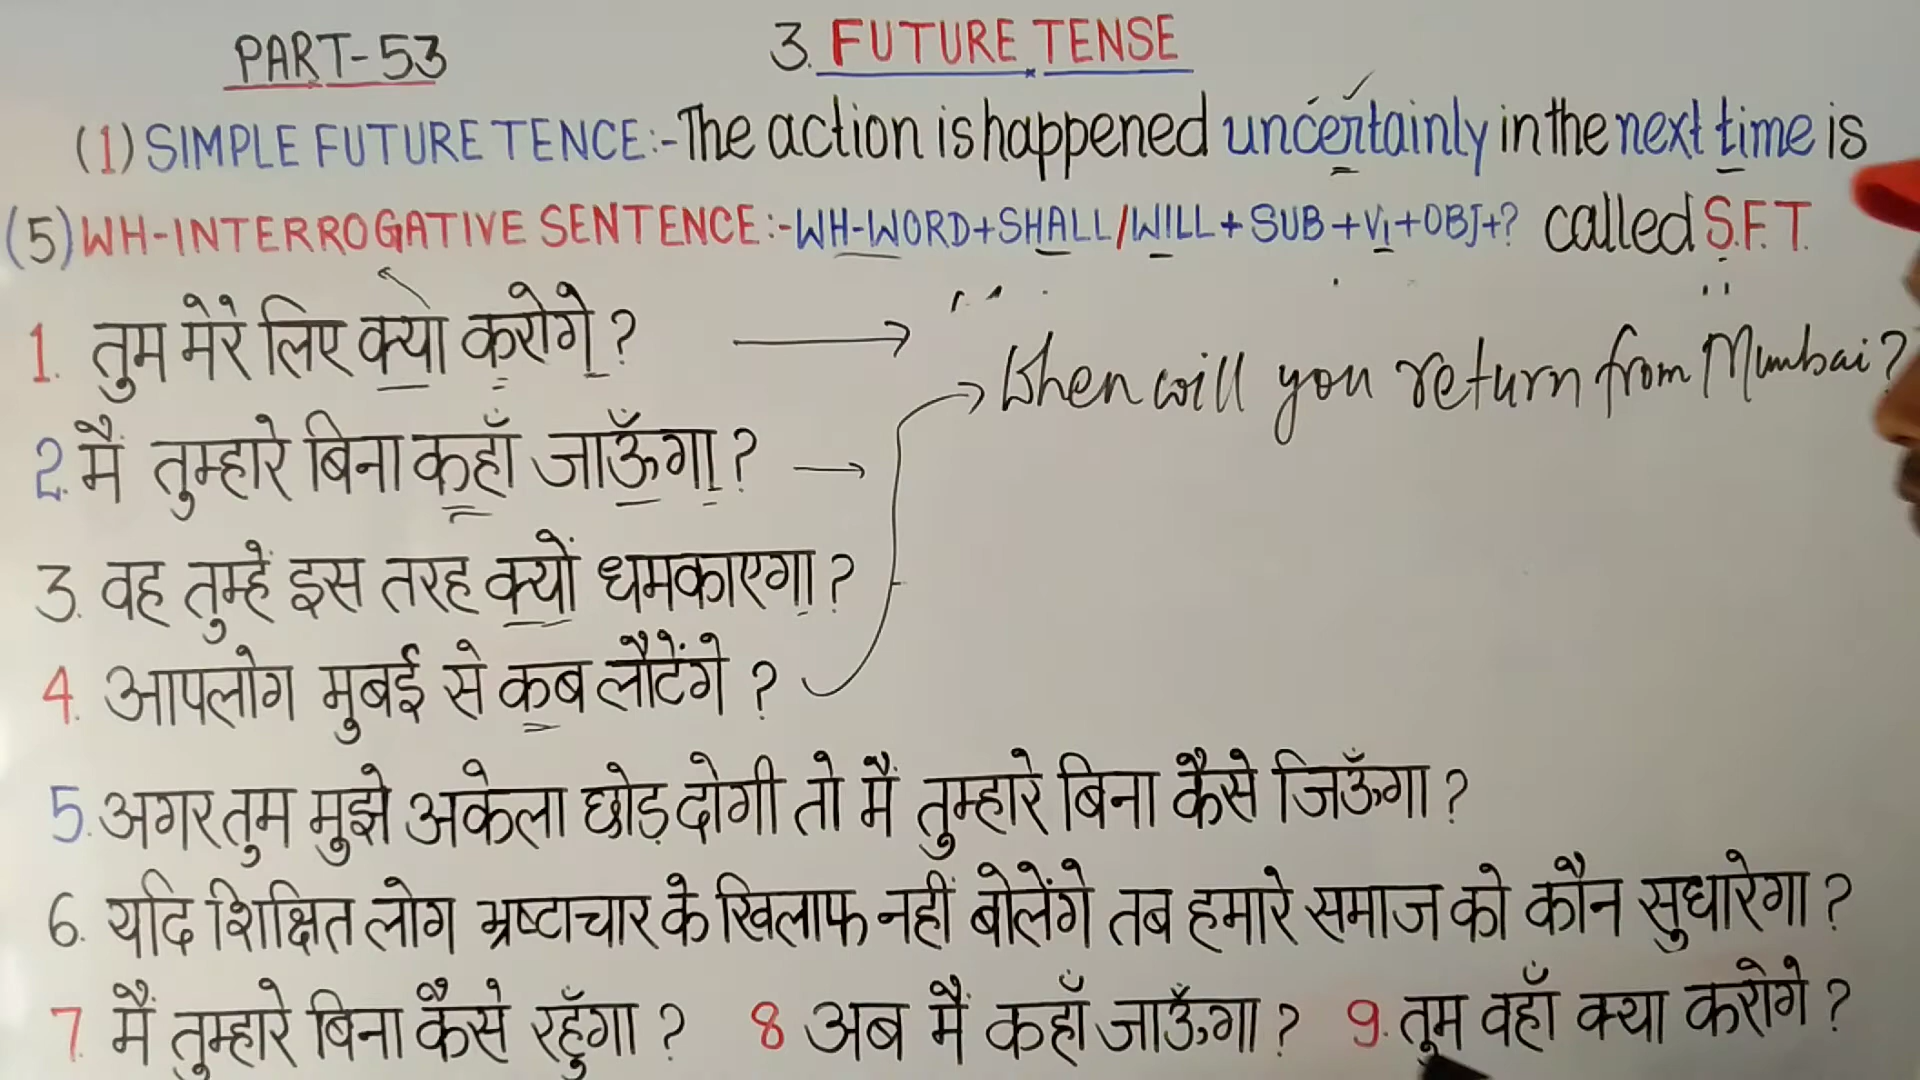 PART-53
3. FUTURE TENSE
(1) SIMPLE FUTURE TENCE:-The action is happened uncertainly in the next time is
(5) WH-INTERROGATIVE SENTENCE:-WH-WORD+SHALL/WILL+SUB+V1+OBJ+? called S.F.T.
1. तुम मेरे लिए क्या करोगे?
When will you return from Mumbai?
2. मैं तुम्हारे बिना कहाँ जाऊँगा?
3. वह तुम्हें इस तरह क्यों धमकाएगा?
4. आपलोग मुबई से कब लौटेंगे?
5. अगर तुम मुझे अकेला छोड़ दोगी तो मैं तुम्हारे बिना कैसे जिऊँगा?
6. यदि शिक्षित लोग भ्रष्टाचार के खिलाफ नहीं बोलेंगे तब हमारे समाज को कौन सुधारेगा?
7. मैं तुम्हारे बिना कैसे रहुँगा? 8 अब मैं कहाँ जाऊँगा? 9. तुम वहाँ क्या करोगे?